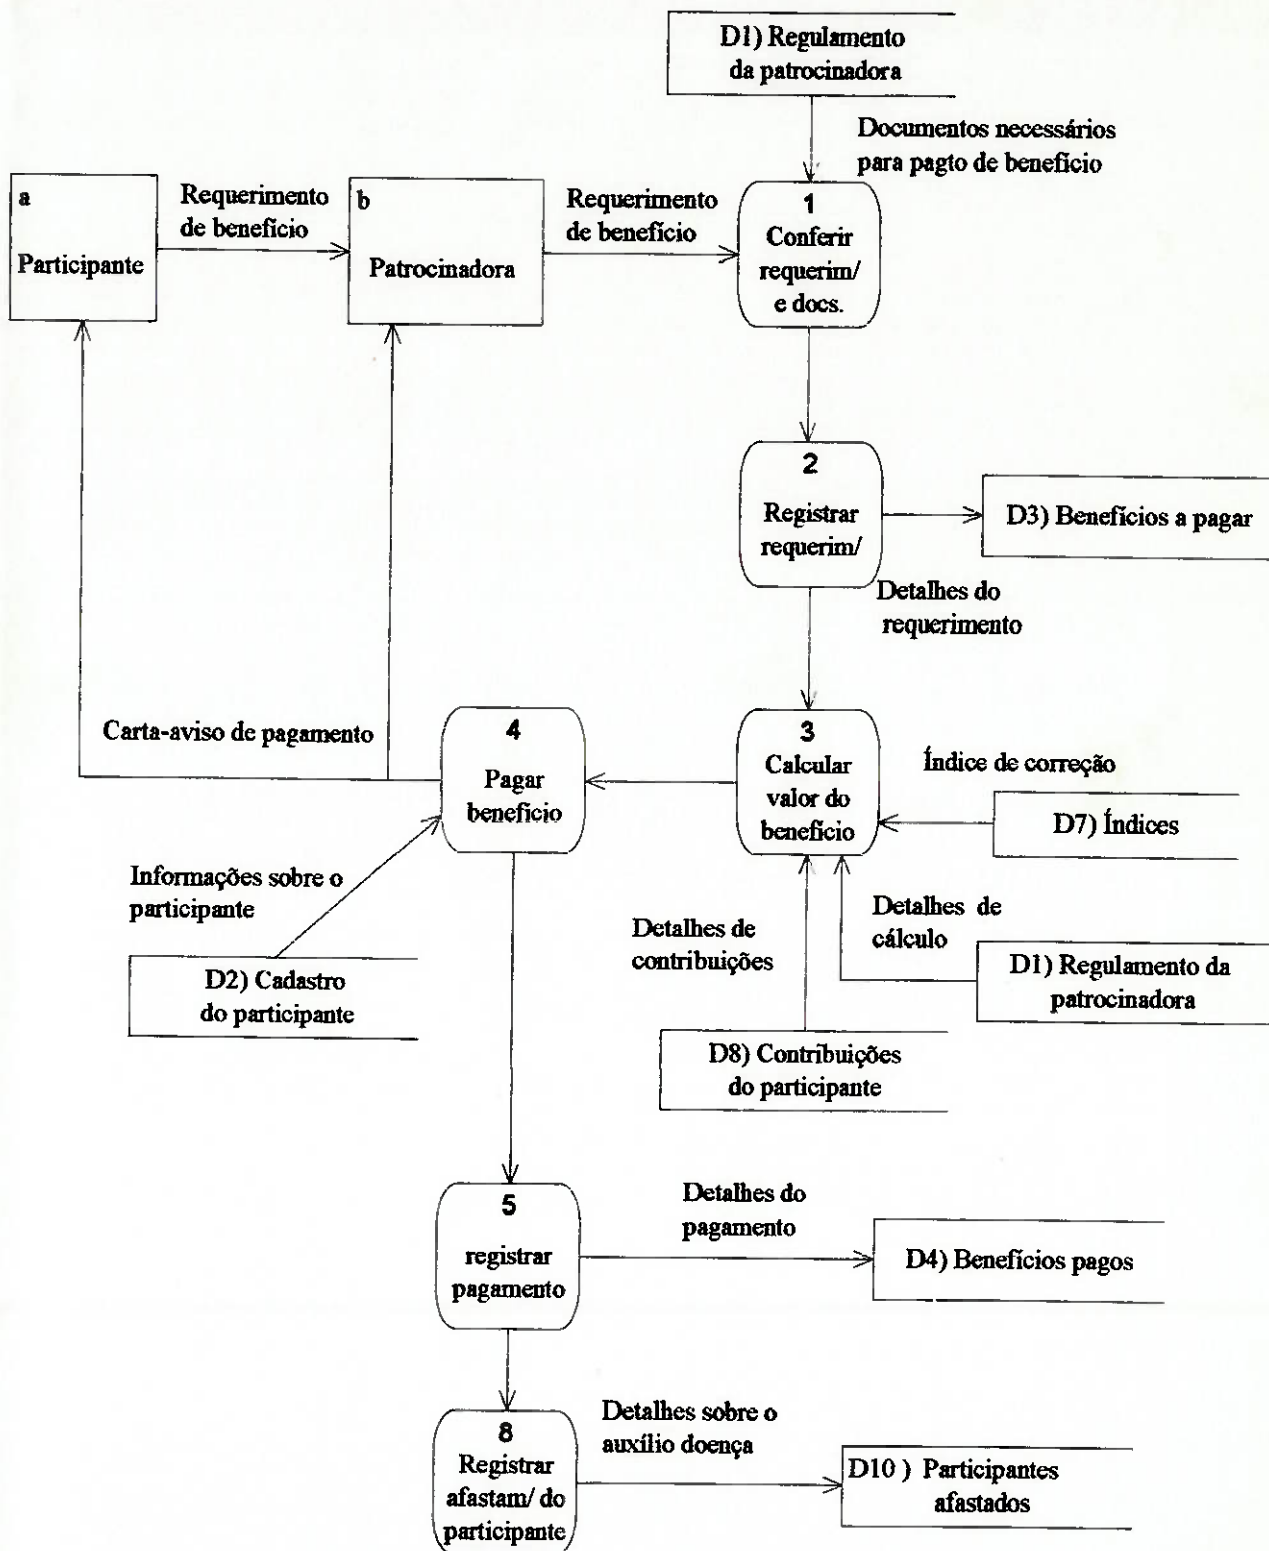 D1) Regulamento
da patrocinadora
Documentos necessários
para pagto de benefício
a
Participante
Requerimento
de benefício
b
Patrocinadora
Requerimento
de benefício
1
Conferir
requerim/
e docs.
2
Registrar
requerim/
D3) Benefícios a pagar
Detalhes do
requerimento
Carta-aviso de pagamento
4
Pagar
benefício
3
Calcular
valor do
benefício
Índice de correção
D7) Índices
Informações sobre o
participante
D2) Cadastro
do participante
Detalhes de
contribuições
Detalhes de
cálculo
D1) Regulamento da
patrocinadora
D8) Contribuições
do participante
5
registrar
pagamento
Detalhes do
pagamento
D4) Benefícios pagos
8
Registrar
afastam/ do
participante
Detalhes sobre o
auxílio doença
D10 ) Participantes
afastados